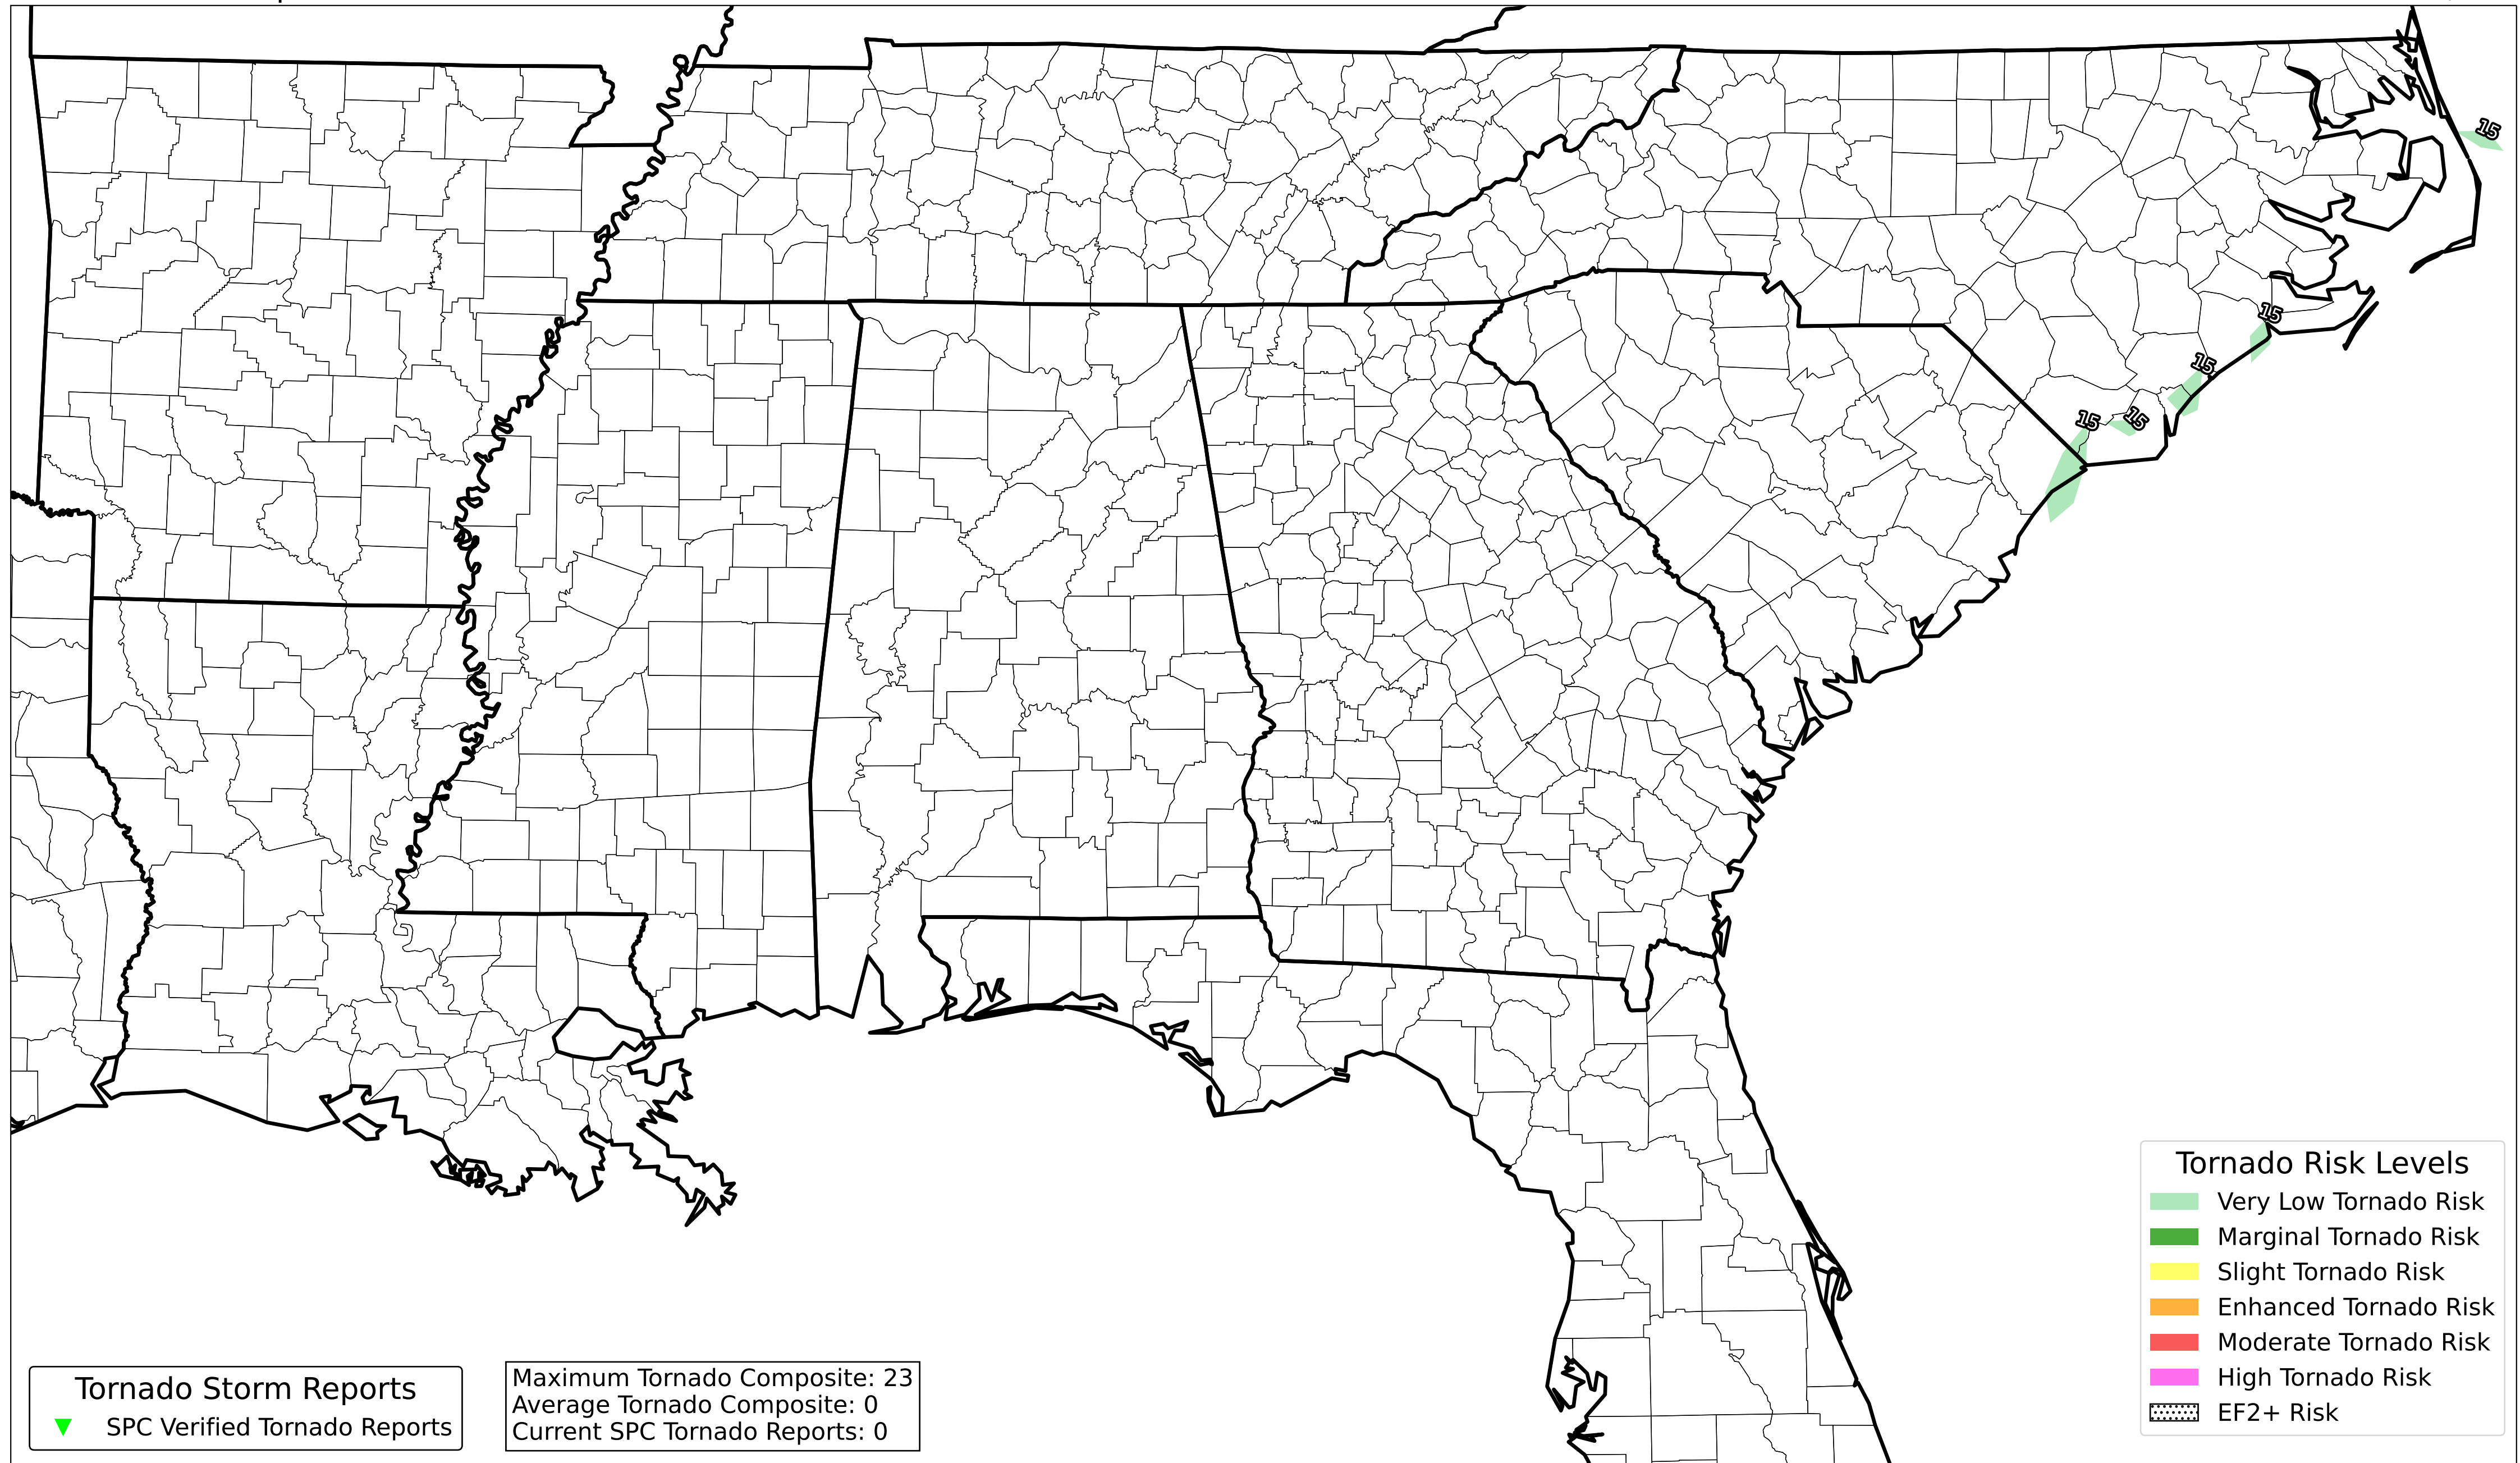 15
15
15
15
15
Tornado Risk Levels
Very Low Tornado Risk
Marginal Tornado Risk
Slight Tornado Risk
Enhanced Tornado Risk
Moderate Tornado Risk
High Tornado Risk
EF2+ Risk
Tornado Storm Reports
SPC Verified Tornado Reports
Maximum Tornado Composite: 23
Average Tornado Composite: 0
Current SPC Tornado Reports: 0